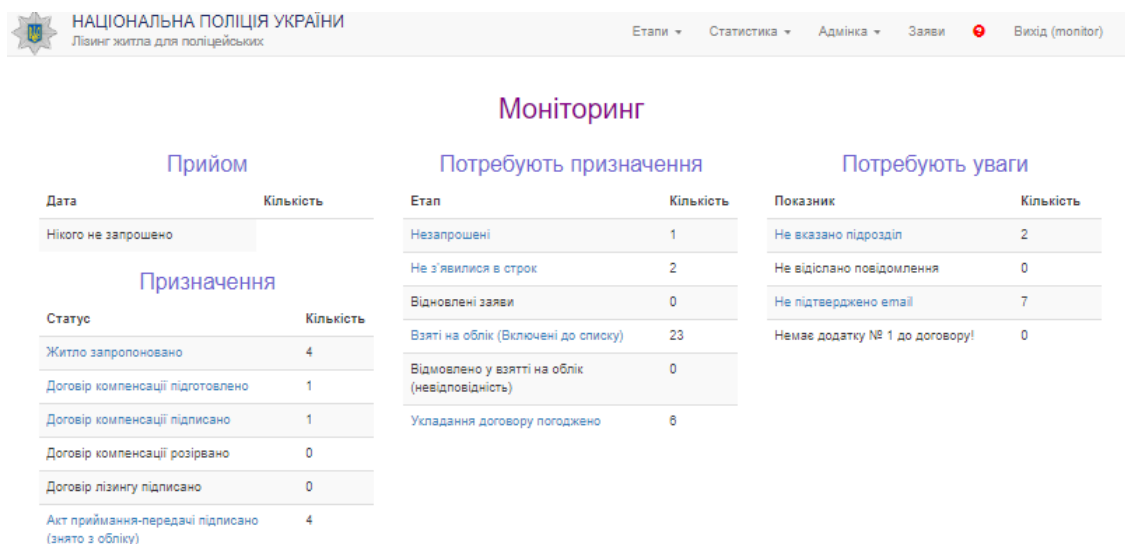 НАЦІОНАЛЬНА ПОЛІЦІЯ УКРАЇНИ
Лізинг житла для поліцейських
Етапи Статистика Адмінка Заяви ? Вихід (monitor)
Моніторинг
Прийом
Дата Кількість
Нікого не запрошено
Призначення
Статус Кількість
Житло запропоновано 4
Договір компенсації підготовлено 1
Договір компенсації підписано 1
Договір компенсації розірвано 0
Договір лізингу підписано 0
Акт приймання-передачі підписано 4
(знято з обліку)
Потребують призначення
Етап Кількість
Незапрошені 1
Не з'явилися в строк 2
Відновлені заяви 0
Взяті на облік (Включені до списку) 23
Відмовлено у взятті на облік 0
(невідповідність)
Укладання договору погоджено 6
Потребують уваги
Показник Кількість
Не вказано підрозділ 2
Не відіслано повідомлення 0
Не підтверджено email 7
Немає додатку № 1 до договору! 0